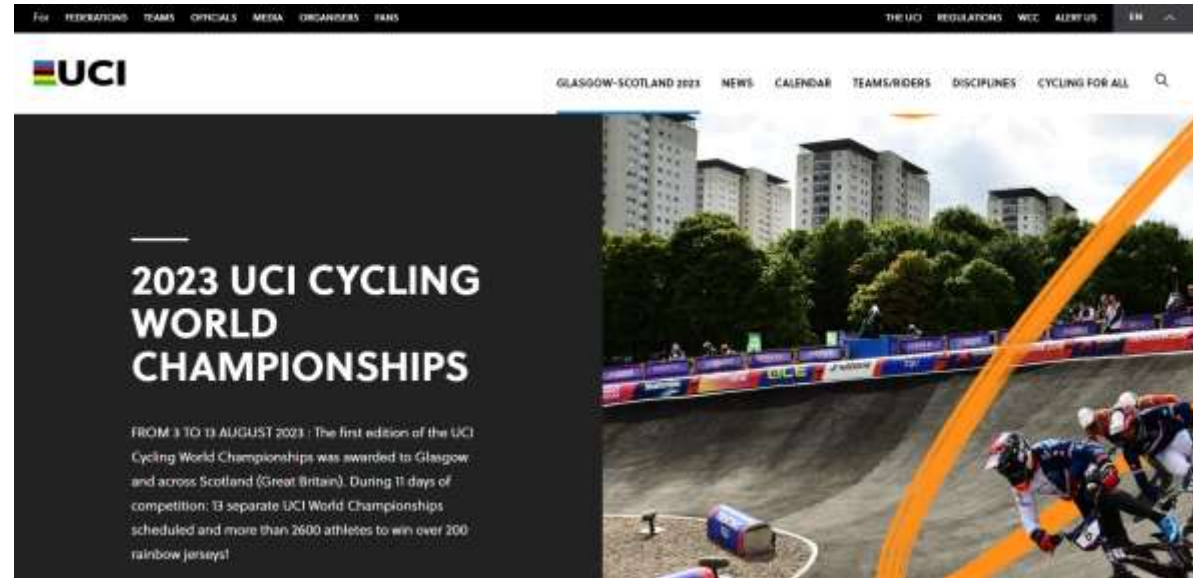 For FEDERATIONS TEAMS OFFICIALS MEDIA ORGANISERS FANS
THE UCI REGULATIONS WCC ALERT US EN
UCI
GLASGOW-SCOTLAND 2023 NEWS CALENDAR TEAMS/RIDERS DISCIPLINES CYCLING FOR ALL
2023 UCI CYCLING
WORLD
CHAMPIONSHIPS
FROM 3 TO 13 AUGUST 2023 : The first edition of the UCI
Cycling World Championships was awarded to Glasgow
and across Scotland (Great Britain). During 11 days of
competition: 13 separate UCI World Championships
scheduled and more than 2600 athletes to win over 200
rainbow jerseys!